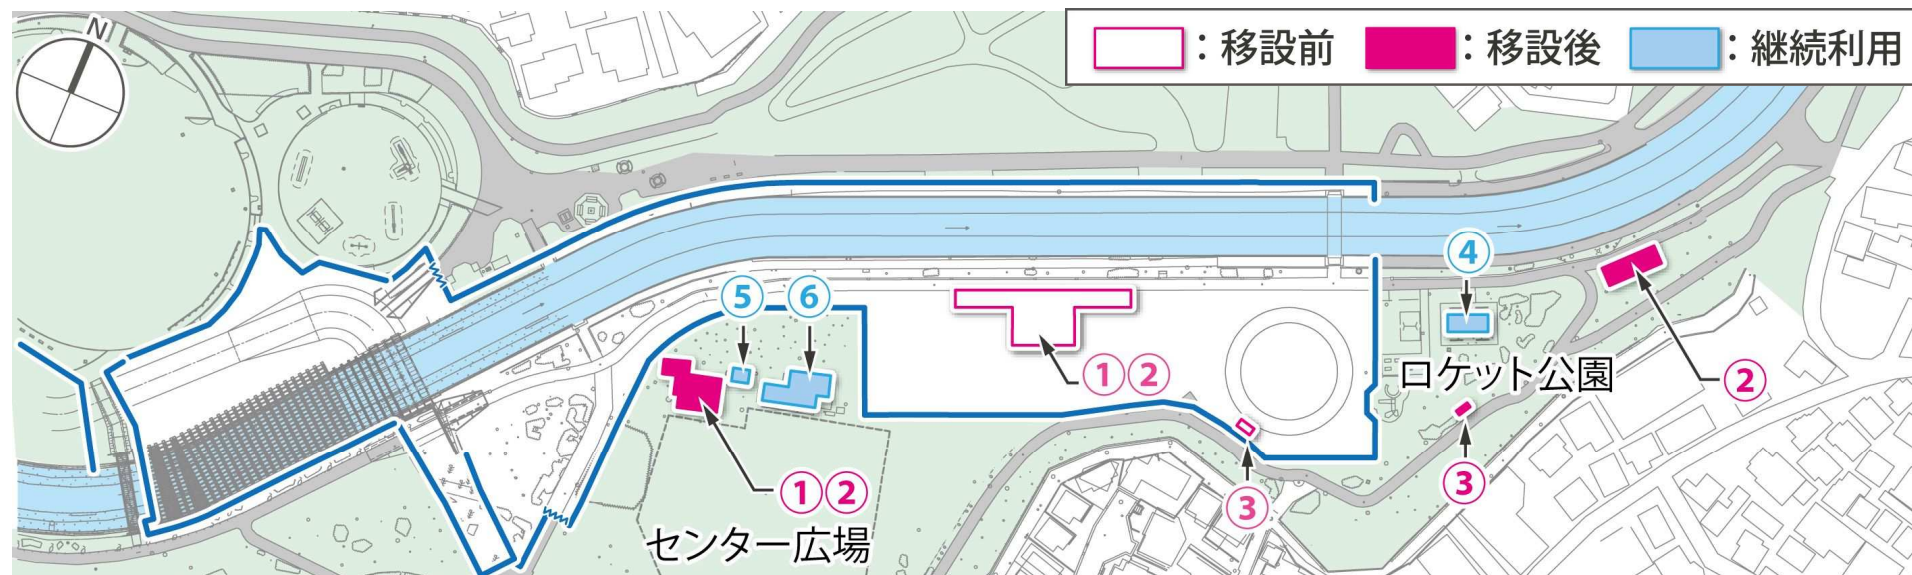 N
：移設前 ：移設後 ：継続利用
④
⑤ ⑥
②
①②
ロケット公園
③
③
①②
センター広場